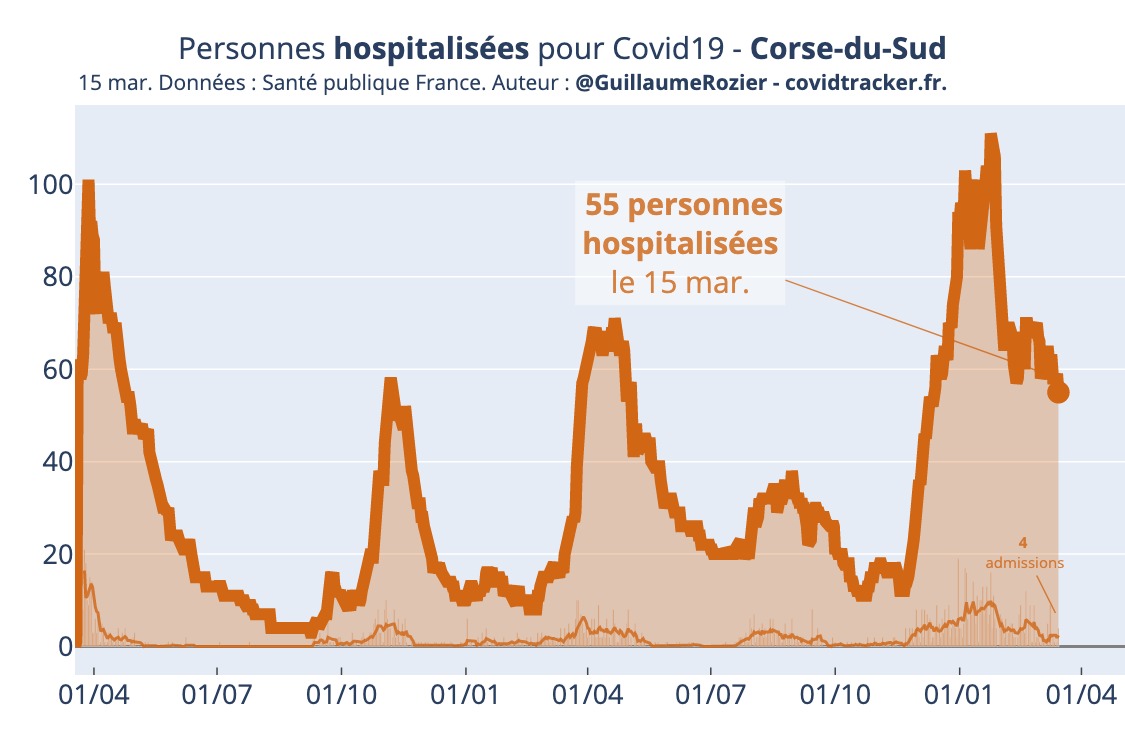 Personnes hospitalisées pour Covid19 - Corse-du-Sud
15 mar. Données : Santé publique France. Auteur : @GuillaumeRozier - covidtracker.fr.
100
80
60
40
20
0
55 personnes
hospitalisées
le 15 mar.
4
admissions
01/04
01/07
01/10
01/01
01/04
01/07
01/10
01/01
01/04